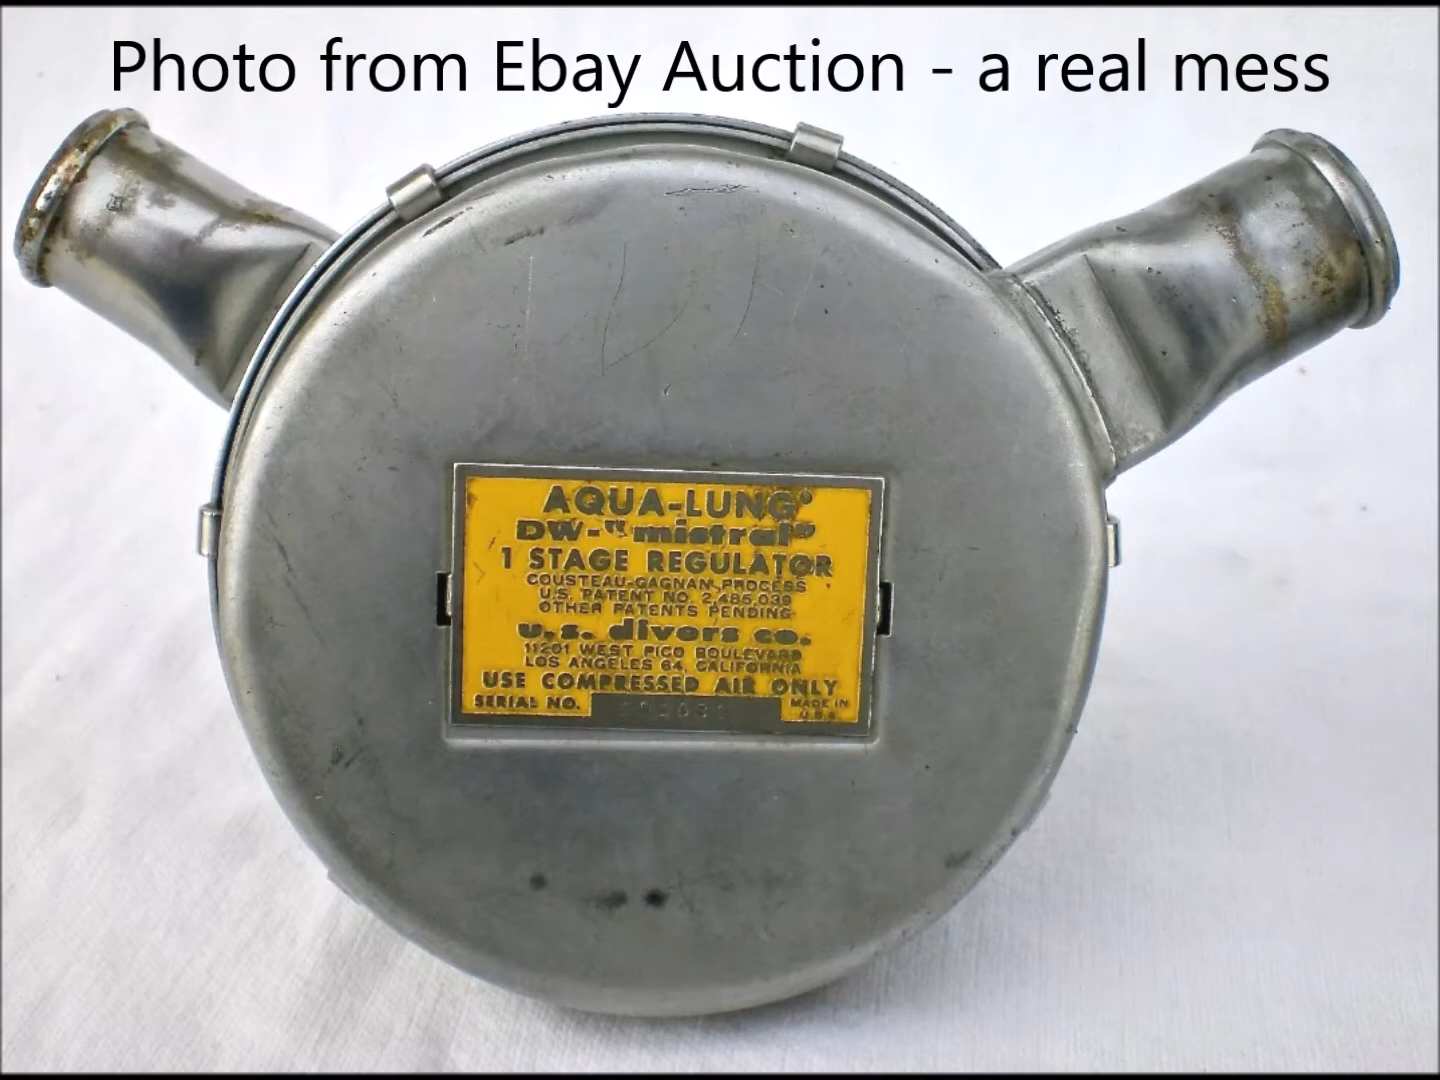 Photo from Ebay Auction - a real mess
AQUA-LUNG®
DW-"mistral"
1 STAGE REGULATOR
COUSTEAU-GAGNAN PROCESS
U.S. PATENT NO. 2,485,039
OTHER PATENTS PENDING
u.s. divers co.
11201 WEST PICO BOULEVARD
LOS ANGELES 64, CALIFORNIA
USE COMPRESSED AIR ONLY
SERIAL NO.
MADE IN
U.S.A.